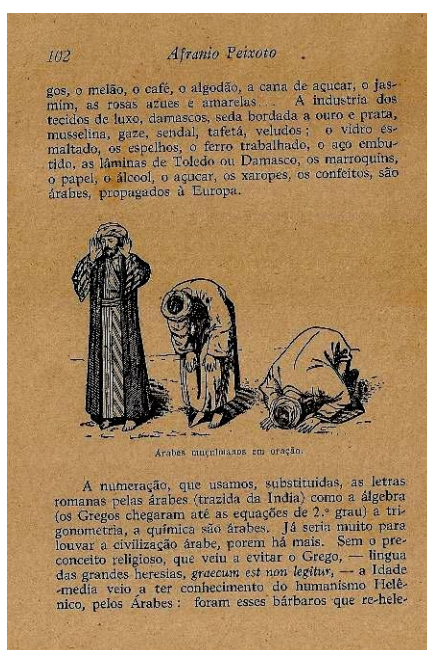 102 Afranio Peixoto
gos, o melão, o café, o algodão, a cana de açucar, o jas-
mim, as rosas azues e amarelas... A industria dos
tecidos de luxo, damascos, seda bordada a ouro e prata,
musselina, gaze, sendal, tafetá, veludos; o vidro es-
maltado, os espelhos, o ferro trabalhado, o aço embu-
tido, as lâminas de Toledo ou Damasco, os marroquins,
o papel, o álcool, o açucar, os xaropes, os confeitos, são
árabes, propagados à Europa.
Árabes muçulmanos em oração.
A numeração, que usamos, substituidas, as letras
romanas pelas árabes (trazida da India) como a álgebra
(os Gregos chegaram até as equações de 2.º grau) a tri-
gonometria, a química são árabes. Já seria muito para
louvar a civilização árabe, porem há mais. Sem o pre-
conceito religioso, que veiu a evitar o Grego, — lingua
das grandes heresias, graecum est non legitur, — a Idade
-media veio a ter conhecimento do humanismo Helê-
nico, pelos Árabes: foram esses bárbaros que re-hele-